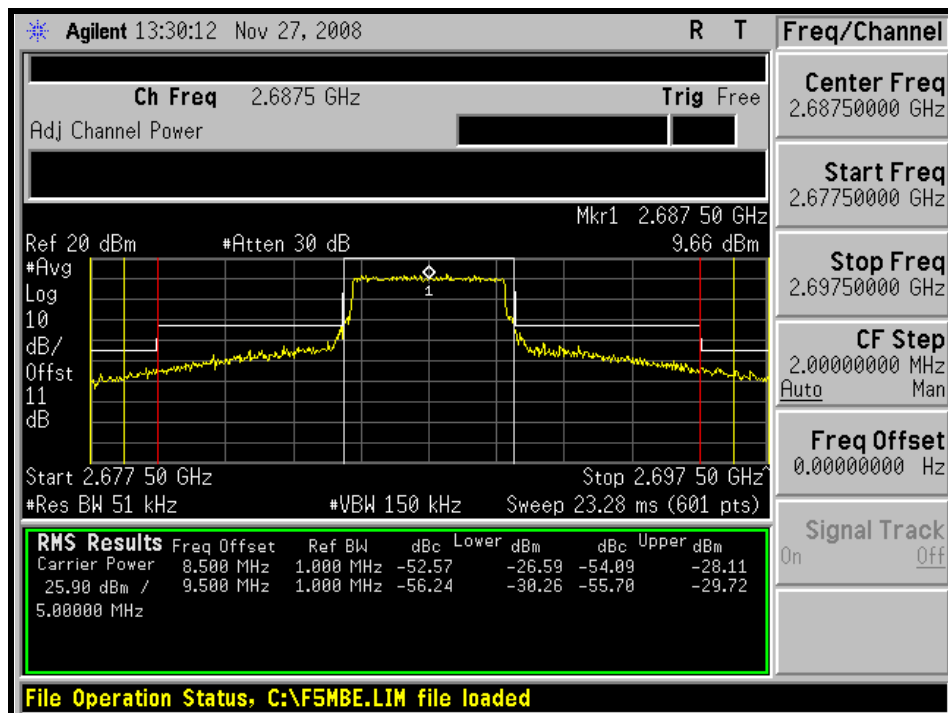 Agilent 13:30:12 Nov 27, 2008 R T
Freq/Channel
Ch Freq 2.6875 GHz Trig Free
Adj Channel Power
Mkr1 2.687 50 GHz
Ref 20 dBm #Atten 30 dB 9.66 dBm
#Avg
Log
10
dB/
Offst
11
dB
1
Start 2.677 50 GHz Stop 2.697 50 GHz^
#Res BW 51 kHz #VBW 150 kHz Sweep 23.28 ms (601 pts)
RMS Results Freq Offset Ref BW dBc Lower dBm dBc Upper dBm
Carrier Power 8.500 MHz 1.000 MHz -52.57 -26.59 -54.09 -28.11
25.90 dBm / 9.500 MHz 1.000 MHz -56.24 -30.26 -55.70 -29.72
5.00000 MHz
Center Freq
2.68750000 GHz
Start Freq
2.67750000 GHz
Stop Freq
2.69750000 GHz
CF Step
2.00000000 MHz
Auto Man
Freq Offset
0.00000000 Hz
Signal Track
On Off
File Operation Status, C:\F5MBE.LIM file loaded